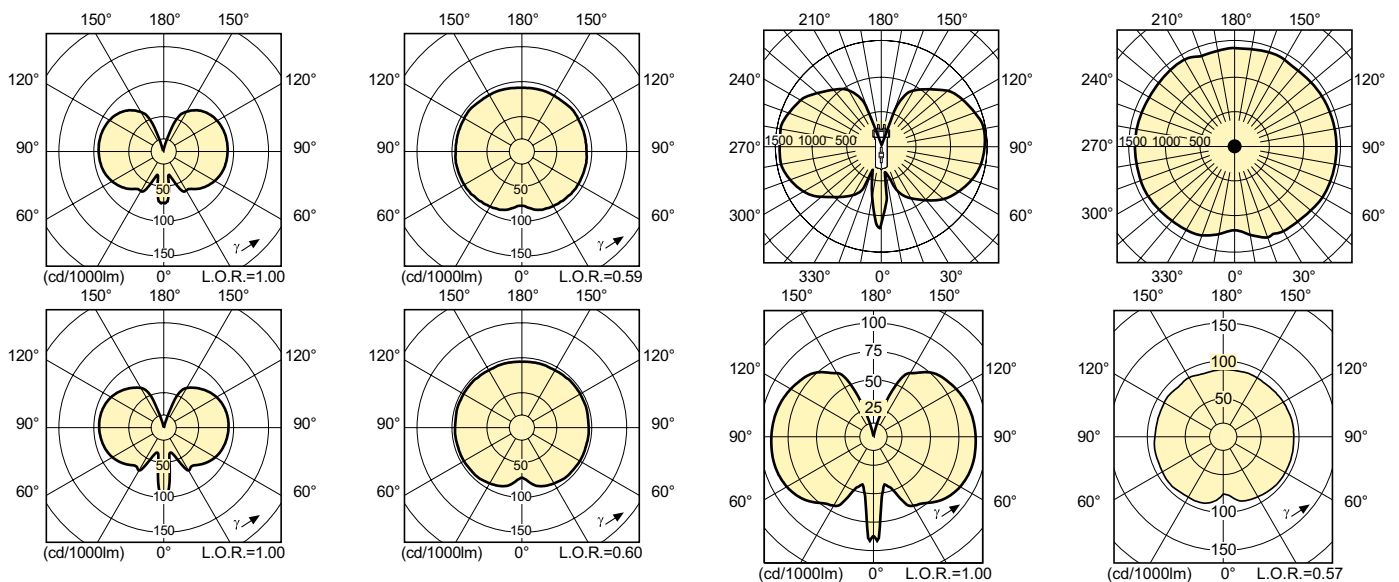 150° 180° 150°
120° 120°
90° 90°
60° 60°
50
100
150
γ
(cd/1000lm) 0° L.O.R.=1.00
150° 180° 150°
120° 120°
90° 90°
60° 60°
50
100
150
γ
(cd/1000lm) 0° L.O.R.=0.59
210° 180° 150°
240° 120°
1500 1000 500
270° 90°
300° 60°
330° 0° 30°
210° 180° 150°
240° 120°
1500 1000 500
270° 90°
300° 60°
330° 0° 30°
150° 180° 150°
120° 120°
90° 90°
60° 60°
50
100
150
γ
(cd/1000lm) 0° L.O.R.=1.00
150° 180° 150°
120° 120°
90° 90°
60° 60°
50
100
150
γ
(cd/1000lm) 0° L.O.R.=0.60
150° 180° 150°
100
75
120° 120°
50
25
90° 90°
60° 60°
γ
(cd/1000lm) 0° L.O.R.=1.00
150° 180° 150°
150
100
120° 120°
50
90° 90°
60° 60°
100
150
γ
(cd/1000lm) 0° L.O.R.=0.57